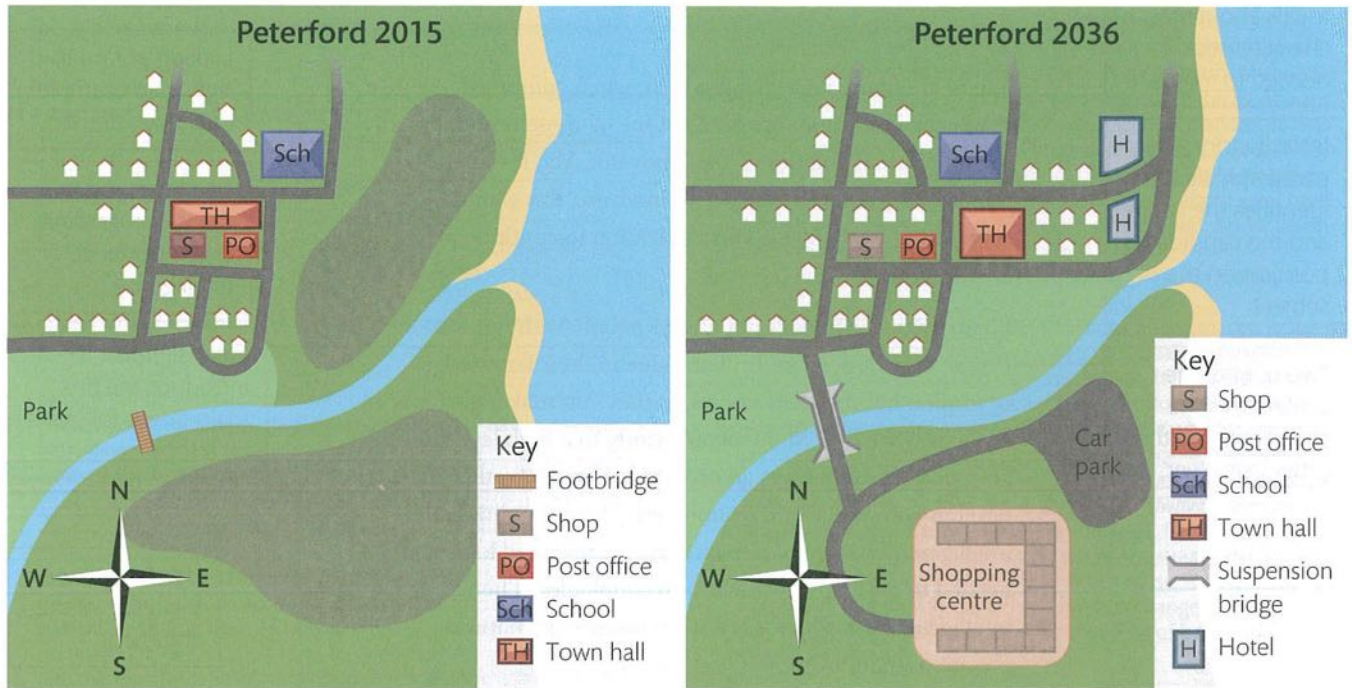 Peterford 2015
Sch
TH
S
PO
Park
N
W
E
S
Key
Footbridge
S
Shop
PO
Post office
Sch
School
TH
Town hall
Peterford 2036
H
Sch
H
TH
S
PO
Park
Car
park
Shopping
centre
N
W
E
S
Key
S
Shop
PO
Post office
Sch
School
TH
Town hall
Suspension
bridge
H
Hotel